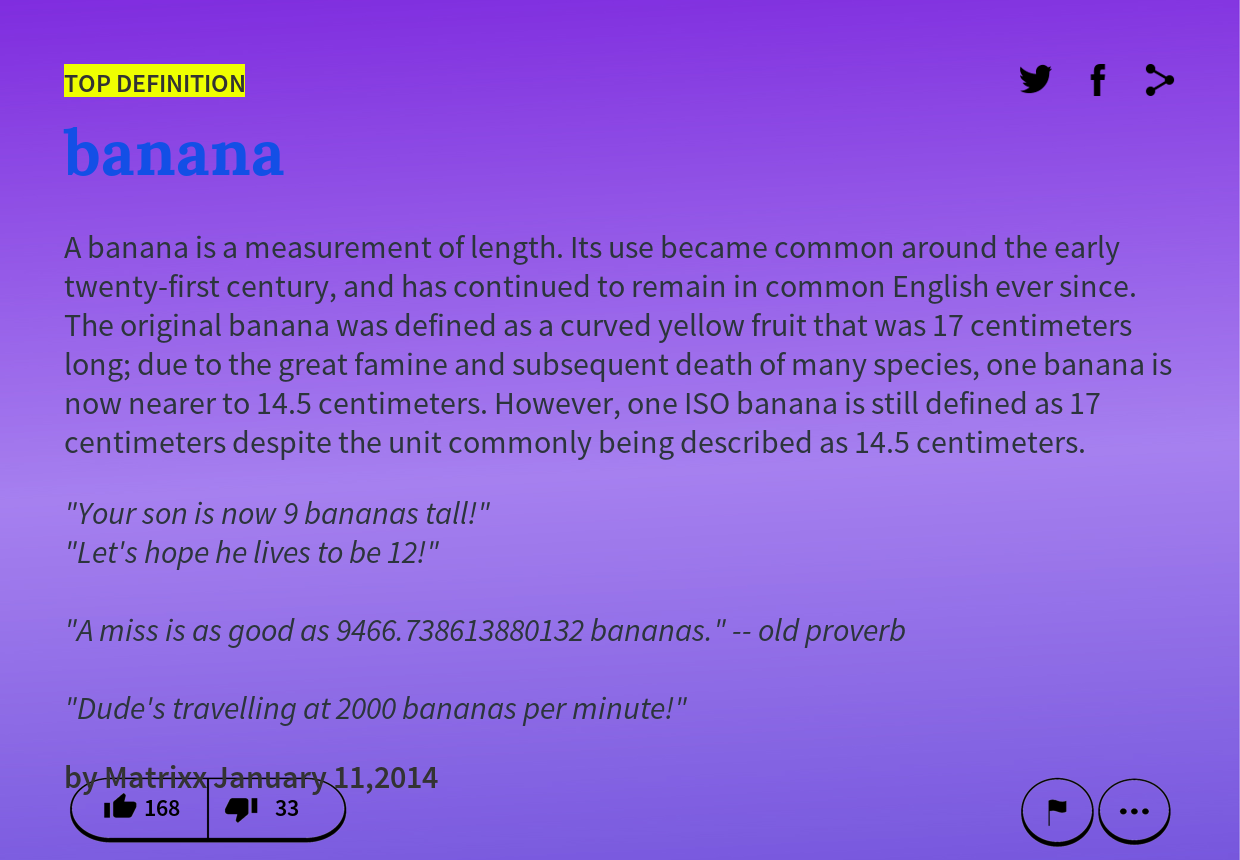 TOP DEFINITION
banana
A banana is a measurement of length. Its use became common around the early
twenty-first century, and has continued to remain in common English ever since.
The original banana was defined as a curved yellow fruit that was 17 centimeters
long; due to the great famine and subsequent death of many species, one banana is
now nearer to 14.5 centimeters. However, one ISO banana is still defined as 17
centimeters despite the unit commonly being described as 14.5 centimeters.
"Your son is now 9 bananas tall!"
"Let's hope he lives to be 12!"
"A miss is as good as 9466.738613880132 bananas." -- old proverb
"Dude's travelling at 2000 bananas per minute!"
by Matrixx January 11,2014
168 33